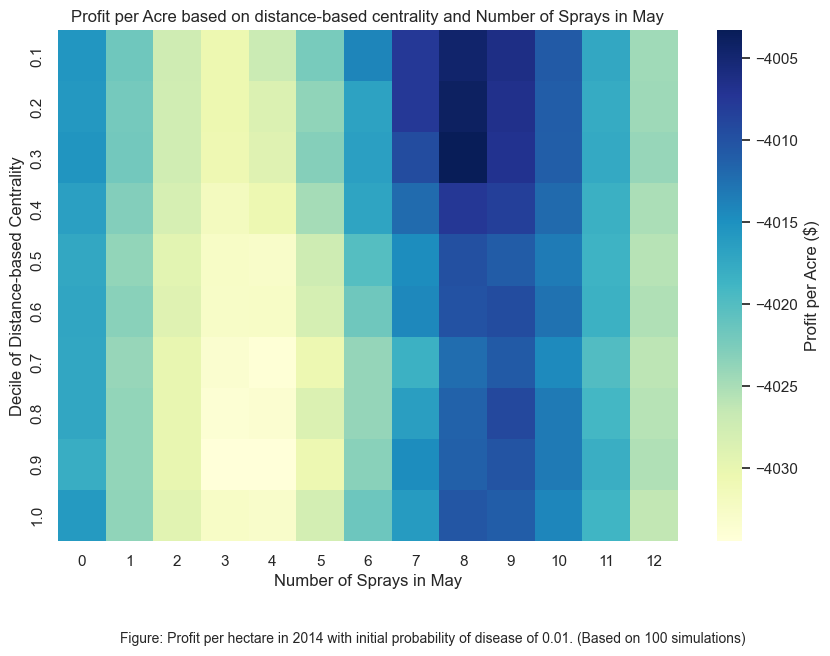 Profit per Acre based on distance-based centrality and Number of Sprays in May
Decile of Distance-based Centrality
0.1
0.2
0.3
0.4
0.5
0.6
0.7
0.8
0.9
1.0
0 1 2 3 4 5 6 7 8 9 10 11 12
Number of Sprays in May
−4005
−4010
−4015
−4020
−4025
−4030
Profit per Acre ($)
Figure: Profit per hectare in 2014 with initial probability of disease of 0.01. (Based on 100 simulations)